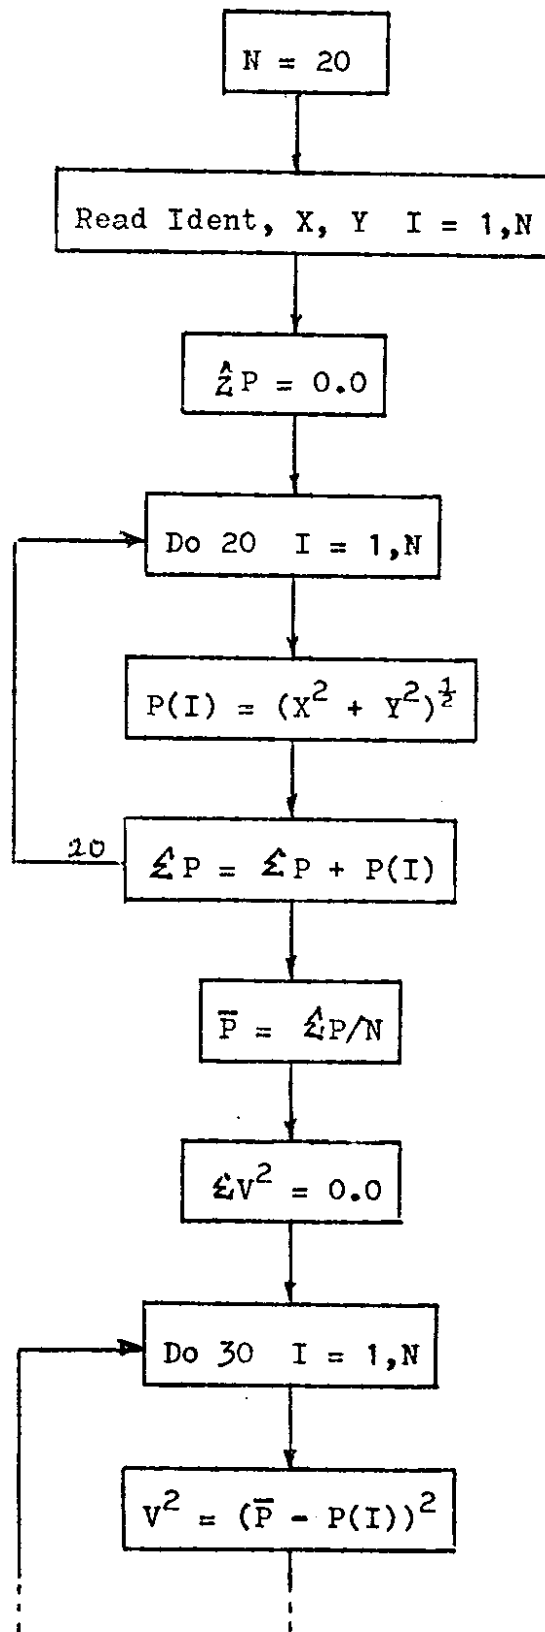 N = 20
Read Ident, X, Y I = 1,N
ΣP = 0.0
Do 20 I = 1,N
P(I) = (X² + Y²)^½
20
ΣP = ΣP + P(I)
P̅ = ΣP/N
ΣV² = 0.0
Do 30 I = 1,N
V² = (P̅ - P(I))²